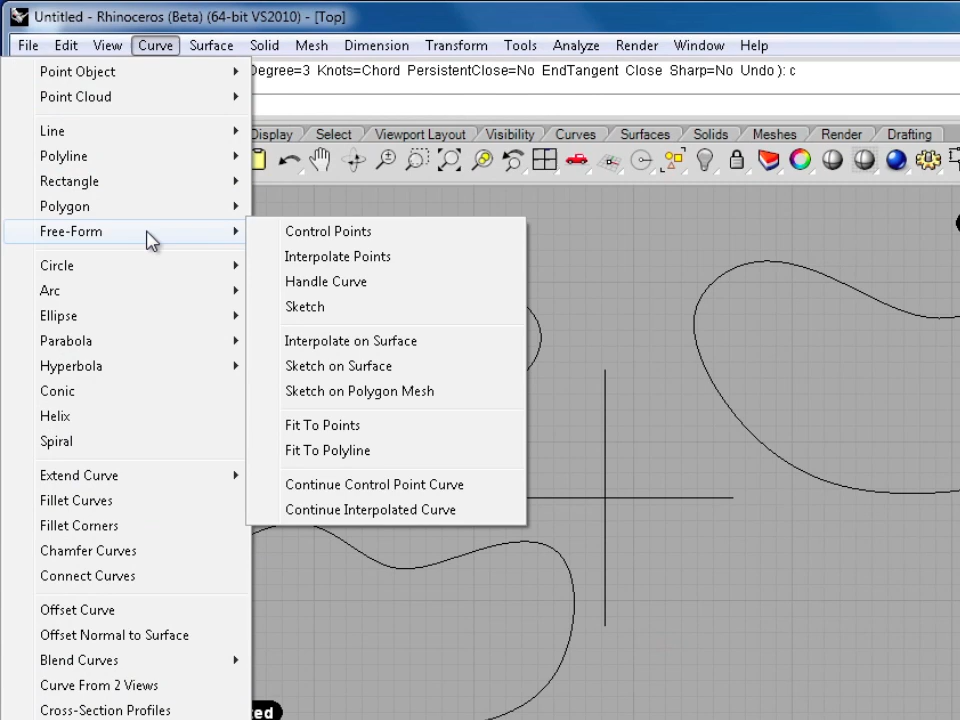 Untitled - Rhinoceros (Beta) (64-bit VS2010) - [Top]
File Edit View Curve Surface Solid Mesh Dimension Transform Tools Analyze Render Window Help
Degree=3 Knots=Chord PersistentClose=No EndTangent Close Sharp=No Undo ): c
Display Select Viewport Layout Visibility Curves Surfaces Solids Meshes Render Drafting
Point Object
Point Cloud
Line
Polyline
Rectangle
Polygon
Free-Form
Circle
Arc
Ellipse
Parabola
Hyperbola
Conic
Helix
Spiral
Extend Curve
Fillet Curves
Fillet Corners
Chamfer Curves
Connect Curves
Offset Curve
Offset Normal to Surface
Blend Curves
Curve From 2 Views
Cross-Section Profiles
Control Points
Interpolate Points
Handle Curve
Sketch
Interpolate on Surface
Sketch on Surface
Sketch on Polygon Mesh
Fit To Points
Fit To Polyline
Continue Control Point Curve
Continue Interpolated Curve